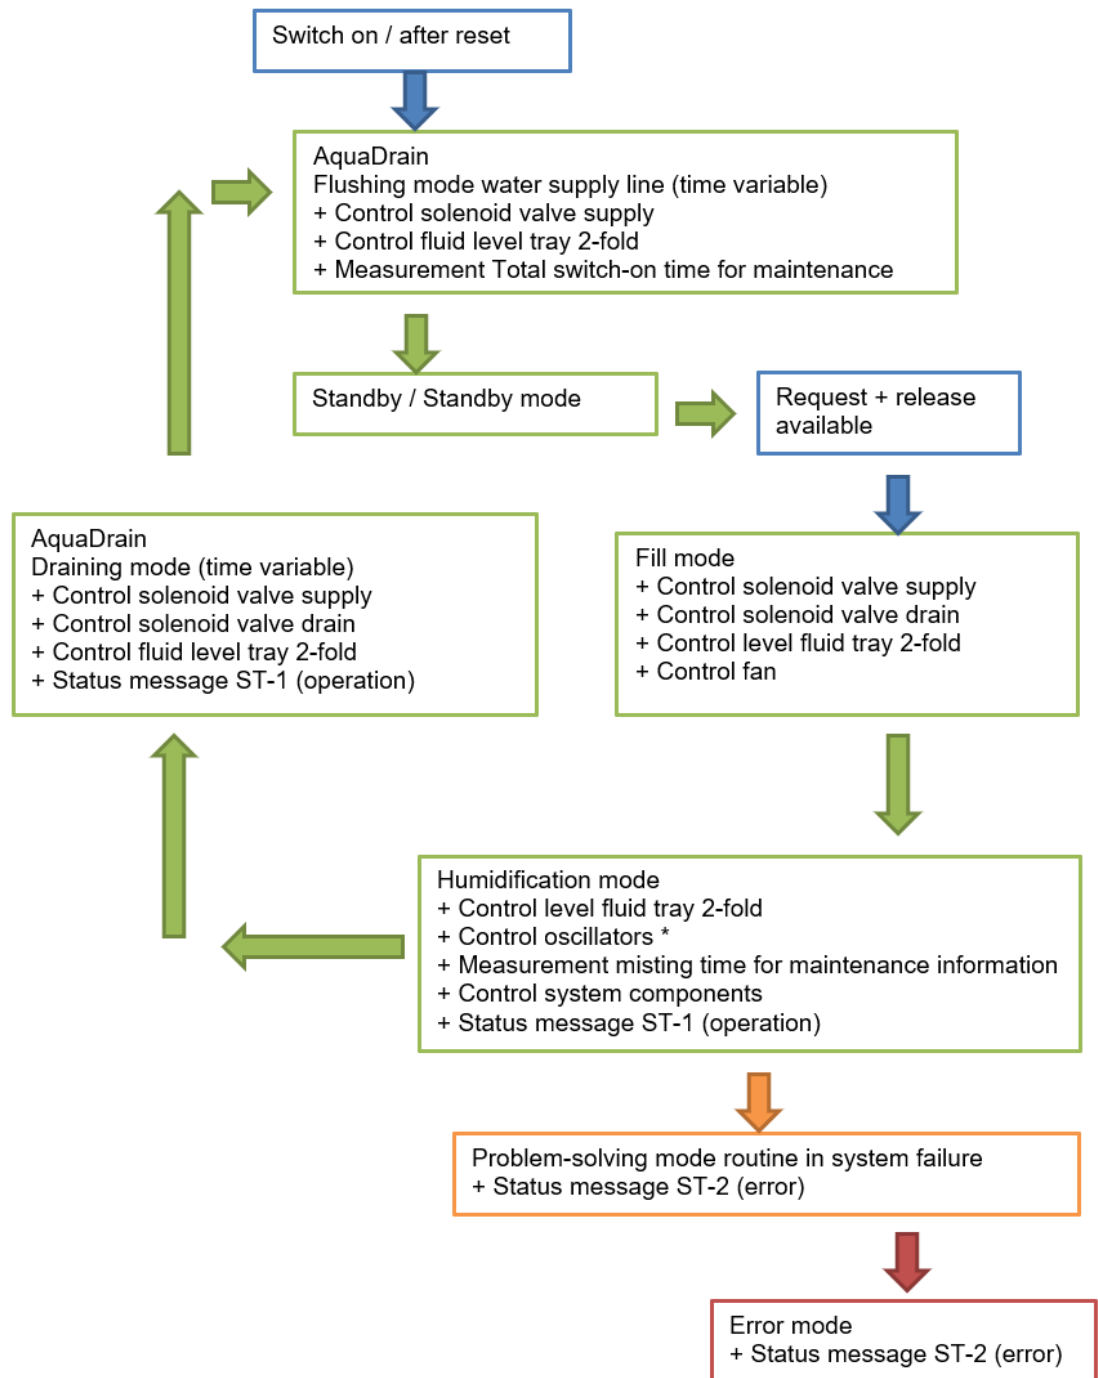 Switch on / after reset
AquaDrain
Flushing mode water supply line (time variable)
+ Control solenoid valve supply
+ Control fluid level tray 2-fold
+ Measurement Total switch-on time for maintenance
Standby / Standby mode
Request + release
available
AquaDrain
Draining mode (time variable)
+ Control solenoid valve supply
+ Control solenoid valve drain
+ Control fluid level tray 2-fold
+ Status message ST-1 (operation)
Fill mode
+ Control solenoid valve supply
+ Control solenoid valve drain
+ Control level fluid tray 2-fold
+ Control fan
Humidification mode
+ Control level fluid tray 2-fold
+ Control oscillators *
+ Measurement misting time for maintenance information
+ Control system components
+ Status message ST-1 (operation)
Problem-solving mode routine in system failure
+ Status message ST-2 (error)
Error mode
+ Status message ST-2 (error)